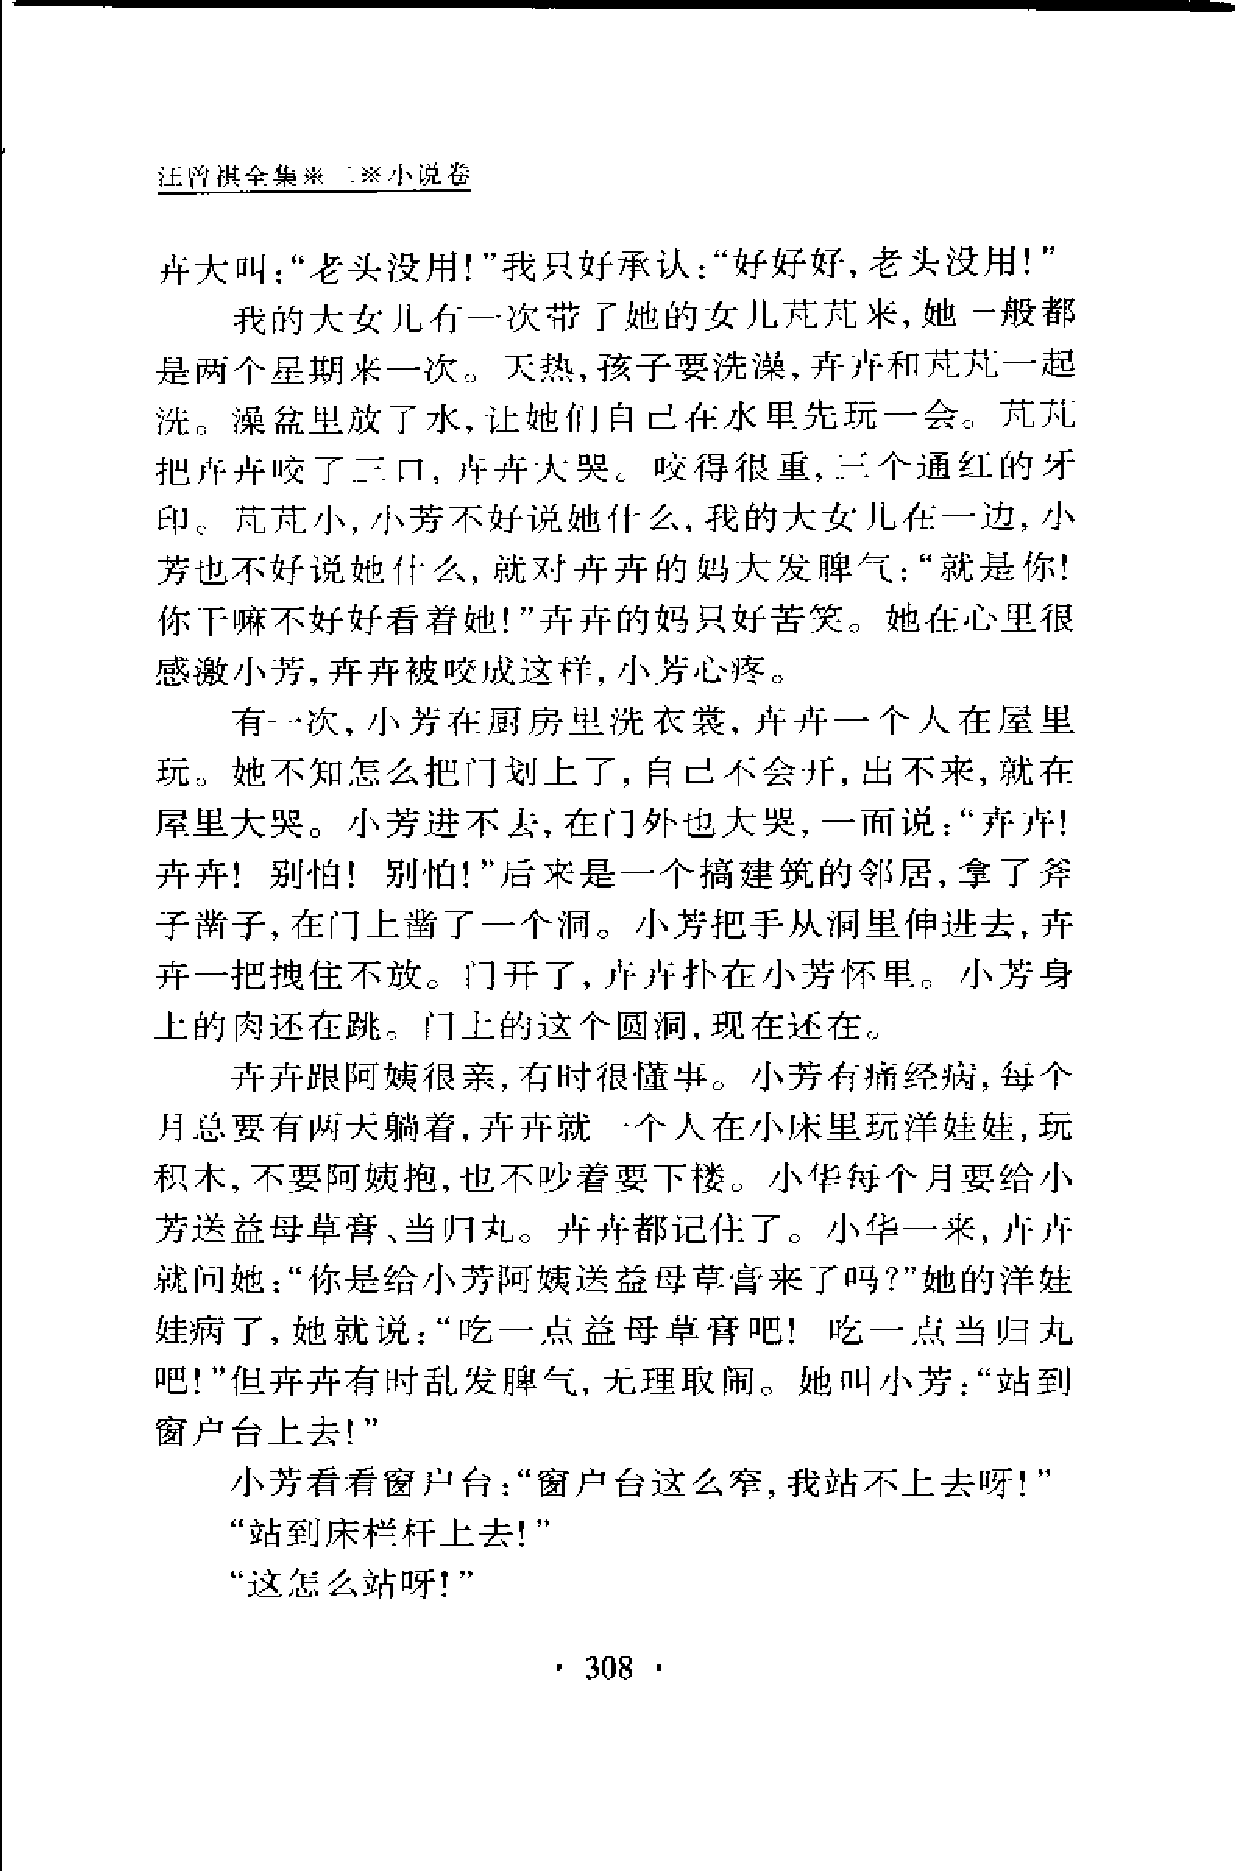 汪曾祺全集※二※小说卷
卉大叫:“老头没用!”我只好承认:“好好好,老头没用!”
我的大女儿有一次带了她的女儿芃芃来,她一般都
是两个星期来一次。天热,孩子要洗澡,卉卉和芃芃一起
洗。澡盆里放了水,让她们自己在水里先玩一会。芃芃
把卉卉咬了三口,卉卉大哭。咬得很重,三个通红的牙
印。芃芃小,小芳不好说她什么,我的大女儿在一边,小
芳也不好说她什么,就对卉卉的妈大发脾气:“就是你!
你干嘛不好好看着她!”卉卉的妈只好苦笑。她在心里很
感激小芳,卉卉被咬成这样,小芳心疼。
有一次,小芳在厨房里洗衣裳,卉卉一个人在屋里
玩。她不知怎么把门划上了,自己不会开,出不来,就在
屋里大哭。小芳进不去,在门外也大哭,一面说:“卉卉!
卉卉! 别怕! 别怕!”后来是一个搞建筑的邻居,拿了斧
子凿子,在门上凿了一个洞。小芳把手从洞里伸进去,卉
卉一把拽住不放。门开了,卉卉扑在小芳怀里。小芳身
上的肉还在跳。门上的这个圆洞,现在还在。
卉卉跟阿姨很亲,有时很懂事。小芳有痛经病,每个
月总要有两天躺着,卉卉就一个人在小床里玩洋娃娃,玩
积木,不要阿姨抱,也不吵着要下楼。小华每个月要给小
芳送益母草膏、当归丸。卉卉都记住了。小华一来,卉卉
就问她:“你是给小芳阿姨送益母草膏来了吗?”她的洋娃
娃病了,她就说:“吃一点益母草膏吧! 吃一点当归丸
吧!”但卉卉有时乱发脾气,无理取闹。她叫小芳:“站到
窗户台上去!”
小芳看看窗户台:“窗户台这么窄,我站不上去呀!”
“站到床栏杆上去!”
“这怎么站呀!”
· 308 ·